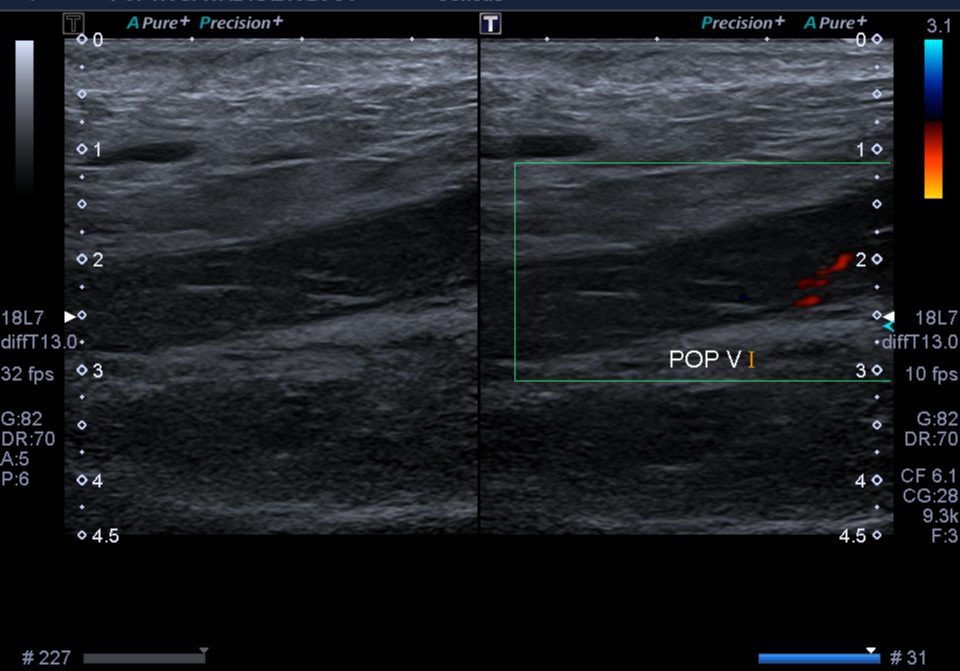 T APure+ Precision+
T Precision+ APure+
0
1
2
3
4
4.5
18L7
diffT13.0
32 fps
G:82
DR:70
A:5
P:6
# 227
POP V I
0
1
2
3
4
4.5
3.1
18L7
diffT13.0
10 fps
G:82
DR:70
CF 6.1
CG:28
9.3k
F:3
# 31